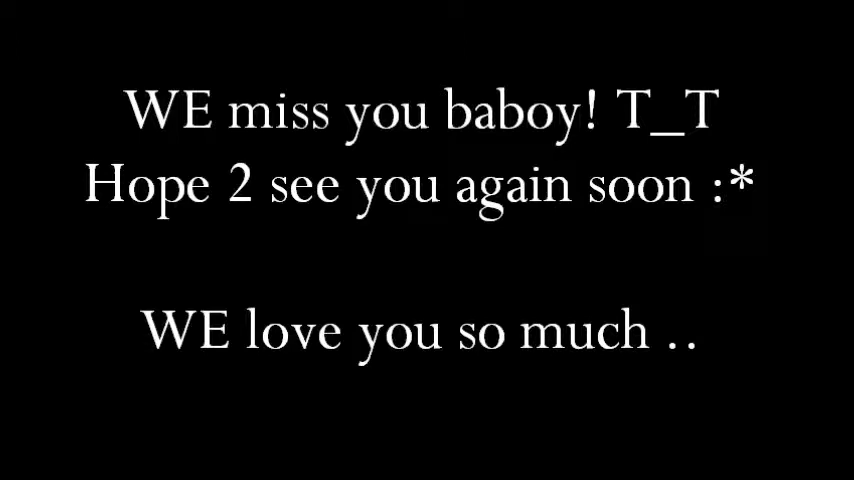 WE miss you baboy! T_T
Hope 2 see you again soon :*
WE love you so much ..